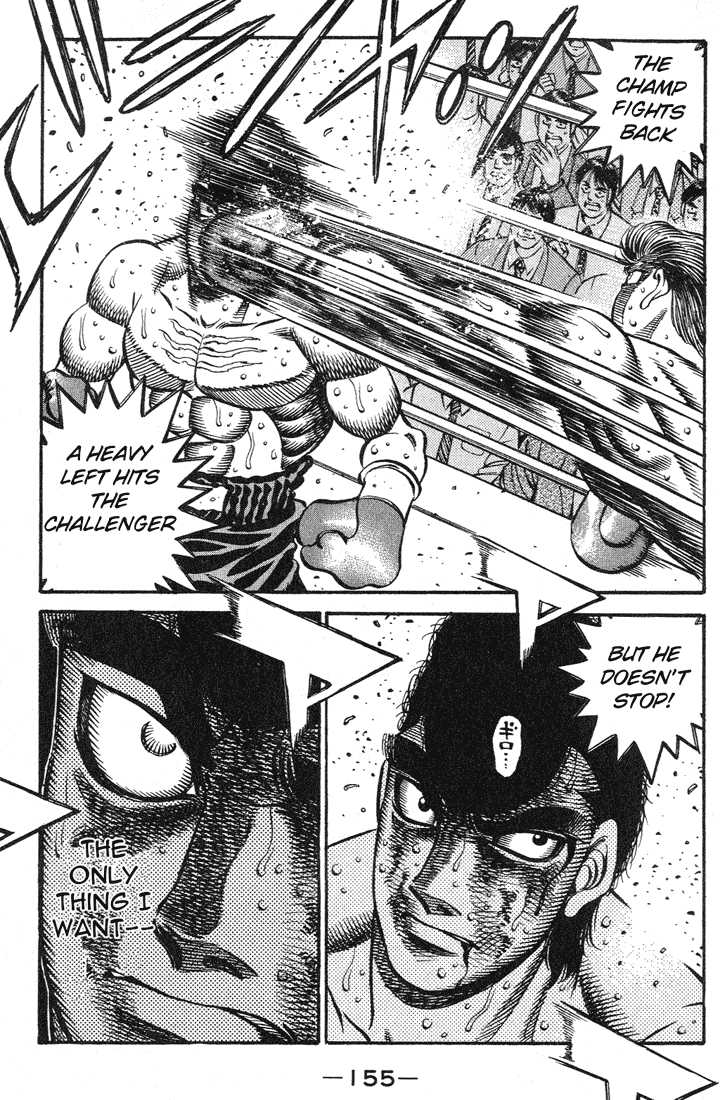 THE
CHAMP
FIGHTS
BACK
A HEAVY
LEFT HITS
THE
CHALLENGER
BUT HE
DOESN'T
STOP!
ギロ…
THE
ONLY
THING I
WANT--
—155—